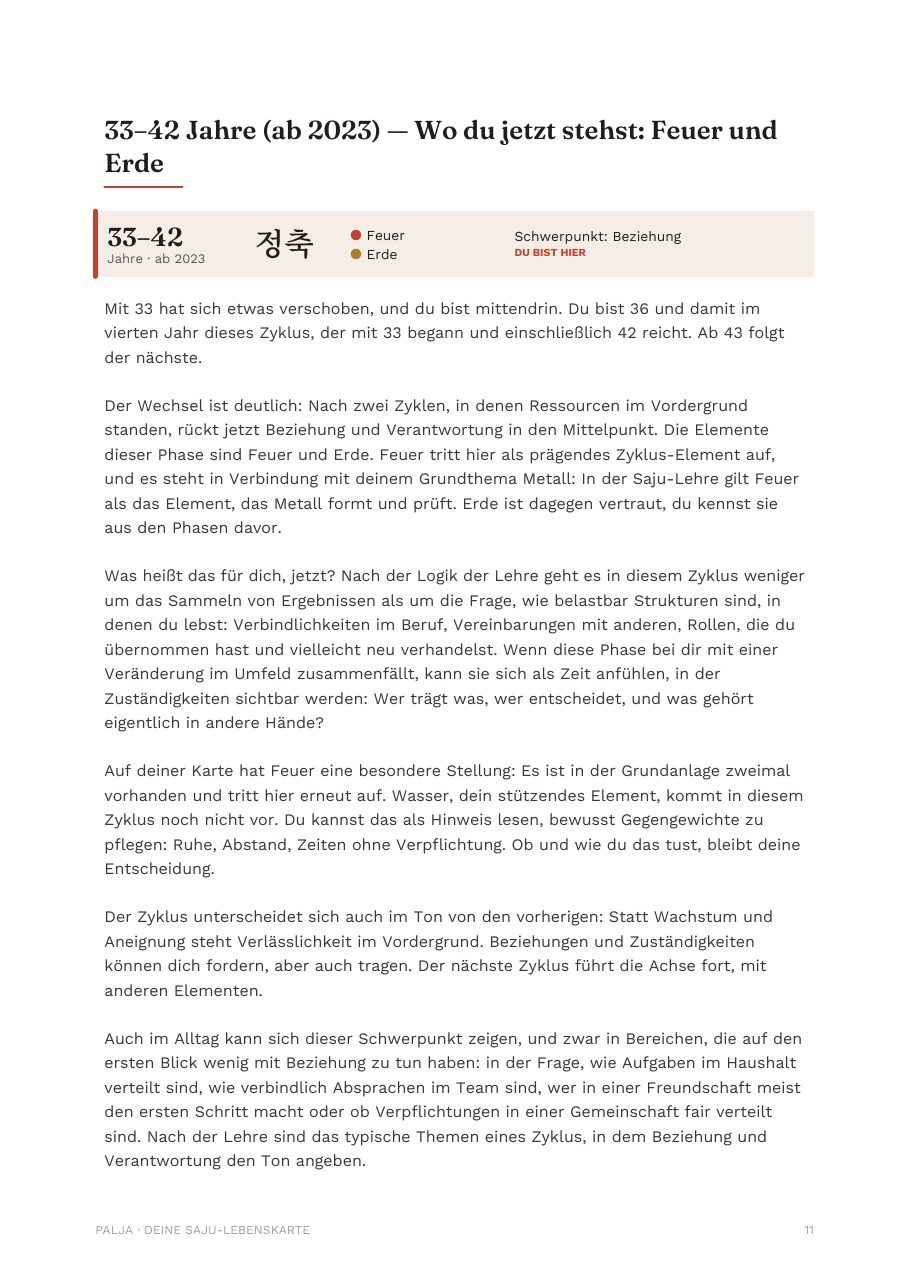 33–42 Jahre (ab 2023) — Wo du jetzt stehst: Feuer und
Erde
33–42
Jahre · ab 2023
정축
Feuer
Erde
Schwerpunkt: Beziehung
DU BIST HIER
Mit 33 hat sich etwas verschoben, und du bist mittendrin. Du bist 36 und damit im
vierten Jahr dieses Zyklus, der mit 33 begann und einschließlich 42 reicht. Ab 43 folgt
der nächste.
Der Wechsel ist deutlich: Nach zwei Zyklen, in denen Ressourcen im Vordergrund
standen, rückt jetzt Beziehung und Verantwortung in den Mittelpunkt. Die Elemente
dieser Phase sind Feuer und Erde. Feuer tritt hier als prägendes Zyklus-Element auf,
und es steht in Verbindung mit deinem Grundthema Metall: In der Saju-Lehre gilt Feuer
als das Element, das Metall formt und prüft. Erde ist dagegen vertraut, du kennst sie
aus den Phasen davor.
Was heißt das für dich, jetzt? Nach der Logik der Lehre geht es in diesem Zyklus weniger
um das Sammeln von Ergebnissen als um die Frage, wie belastbar Strukturen sind, in
denen du lebst: Verbindlichkeiten im Beruf, Vereinbarungen mit anderen, Rollen, die du
übernommen hast und vielleicht neu verhandelst. Wenn diese Phase bei dir mit einer
Veränderung im Umfeld zusammenfällt, kann sie sich als Zeit anfühlen, in der
Zuständigkeiten sichtbar werden: Wer trägt was, wer entscheidet, und was gehört
eigentlich in andere Hände?
Auf deiner Karte hat Feuer eine besondere Stellung: Es ist in der Grundanlage zweimal
vorhanden und tritt hier erneut auf. Wasser, dein stützendes Element, kommt in diesem
Zyklus noch nicht vor. Du kannst das als Hinweis lesen, bewusst Gegengewichte zu
pflegen: Ruhe, Abstand, Zeiten ohne Verpflichtung. Ob und wie du das tust, bleibt deine
Entscheidung.
Der Zyklus unterscheidet sich auch im Ton von den vorherigen: Statt Wachstum und
Aneignung steht Verlässlichkeit im Vordergrund. Beziehungen und Zuständigkeiten
können dich fordern, aber auch tragen. Der nächste Zyklus führt die Achse fort, mit
anderen Elementen.
Auch im Alltag kann sich dieser Schwerpunkt zeigen, und zwar in Bereichen, die auf den
ersten Blick wenig mit Beziehung zu tun haben: in der Frage, wie Aufgaben im Haushalt
verteilt sind, wie verbindlich Absprachen im Team sind, wer in einer Freundschaft meist
den ersten Schritt macht oder ob Verpflichtungen in einer Gemeinschaft fair verteilt
sind. Nach der Lehre sind das typische Themen eines Zyklus, in dem Beziehung und
Verantwortung den Ton angeben.
PALJA · DEINE SAJU-LEBENSKARTE
11